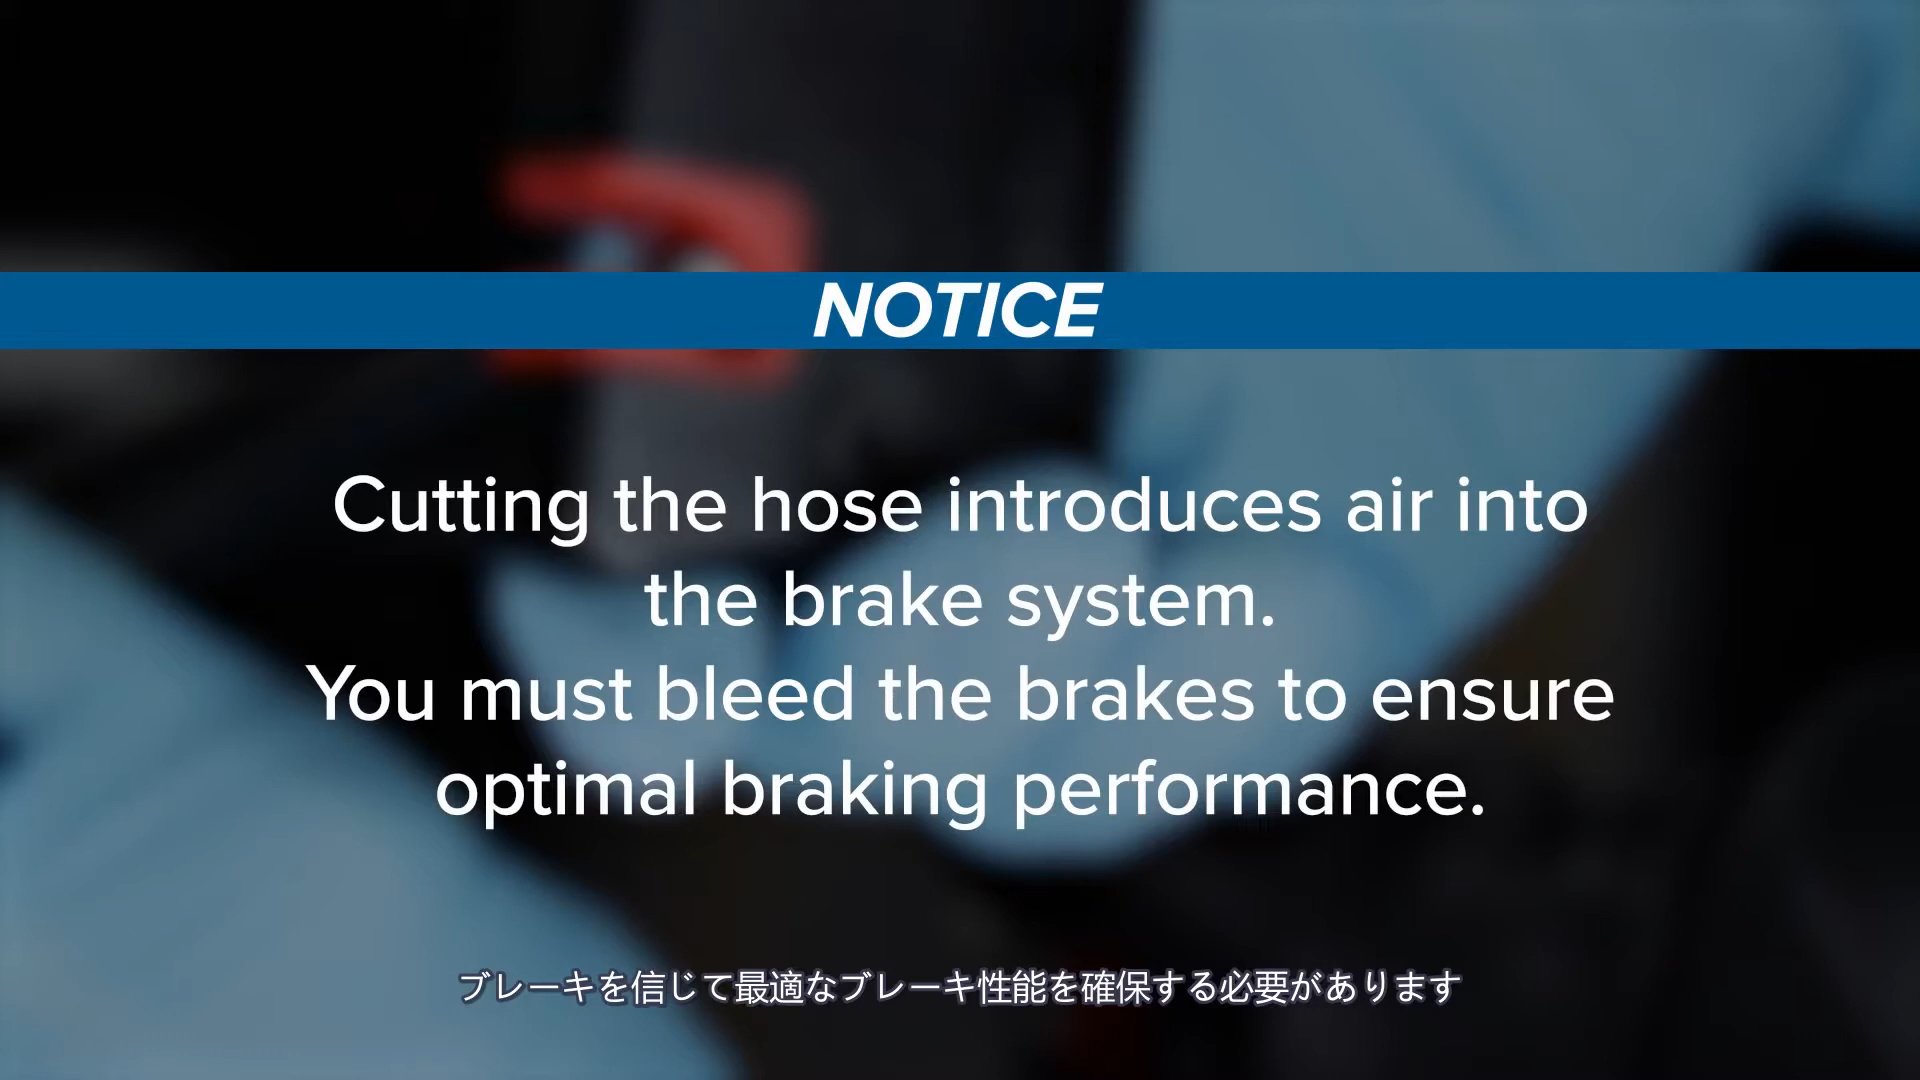 NOTICE
Cutting the hose introduces air into
the brake system.
You must bleed the brakes to ensure
optimal braking performance.
ブレーキを信じて最適なブレーキ性能を確保する必要があります